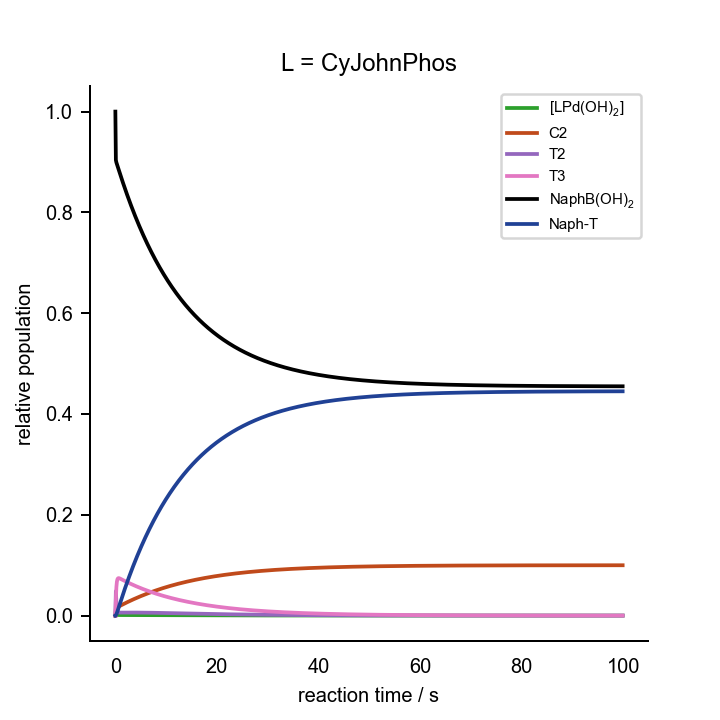 L = CyJohnPhos
[LPd(OH)₂]
C2
T2
T3
NaphB(OH)₂
Naph-T
relative population
1.0
0.8
0.6
0.4
0.2
0.0
0 20 40 60 80 100
reaction time / s